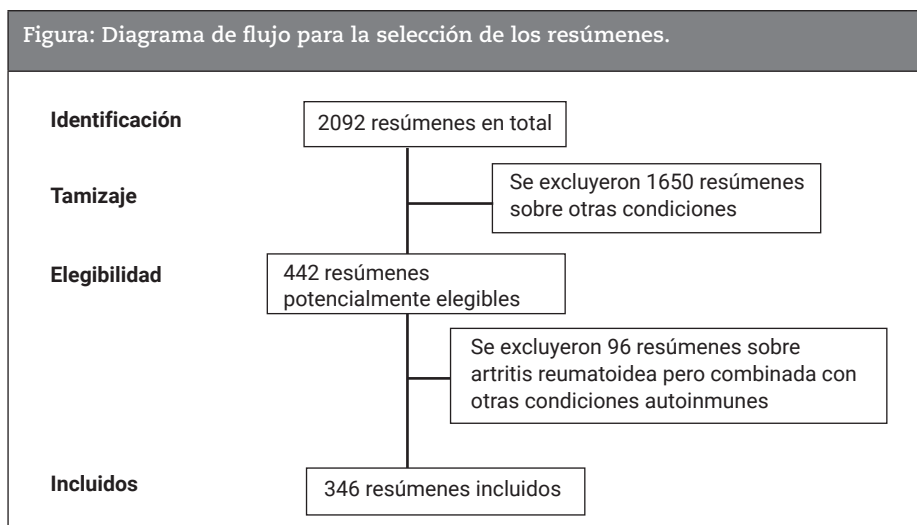 Figura: Diagrama de flujo para la selección de los resúmenes.
Identificación
2092 resúmenes en total
Tamizaje
Se excluyeron 1650 resúmenes
sobre otras condiciones
Elegibilidad
442 resúmenes
potencialmente elegibles
Se excluyeron 96 resúmenes sobre
artritis reumatoidea pero combinada con
otras condiciones autoinmunes
Incluidos
346 resúmenes incluidos